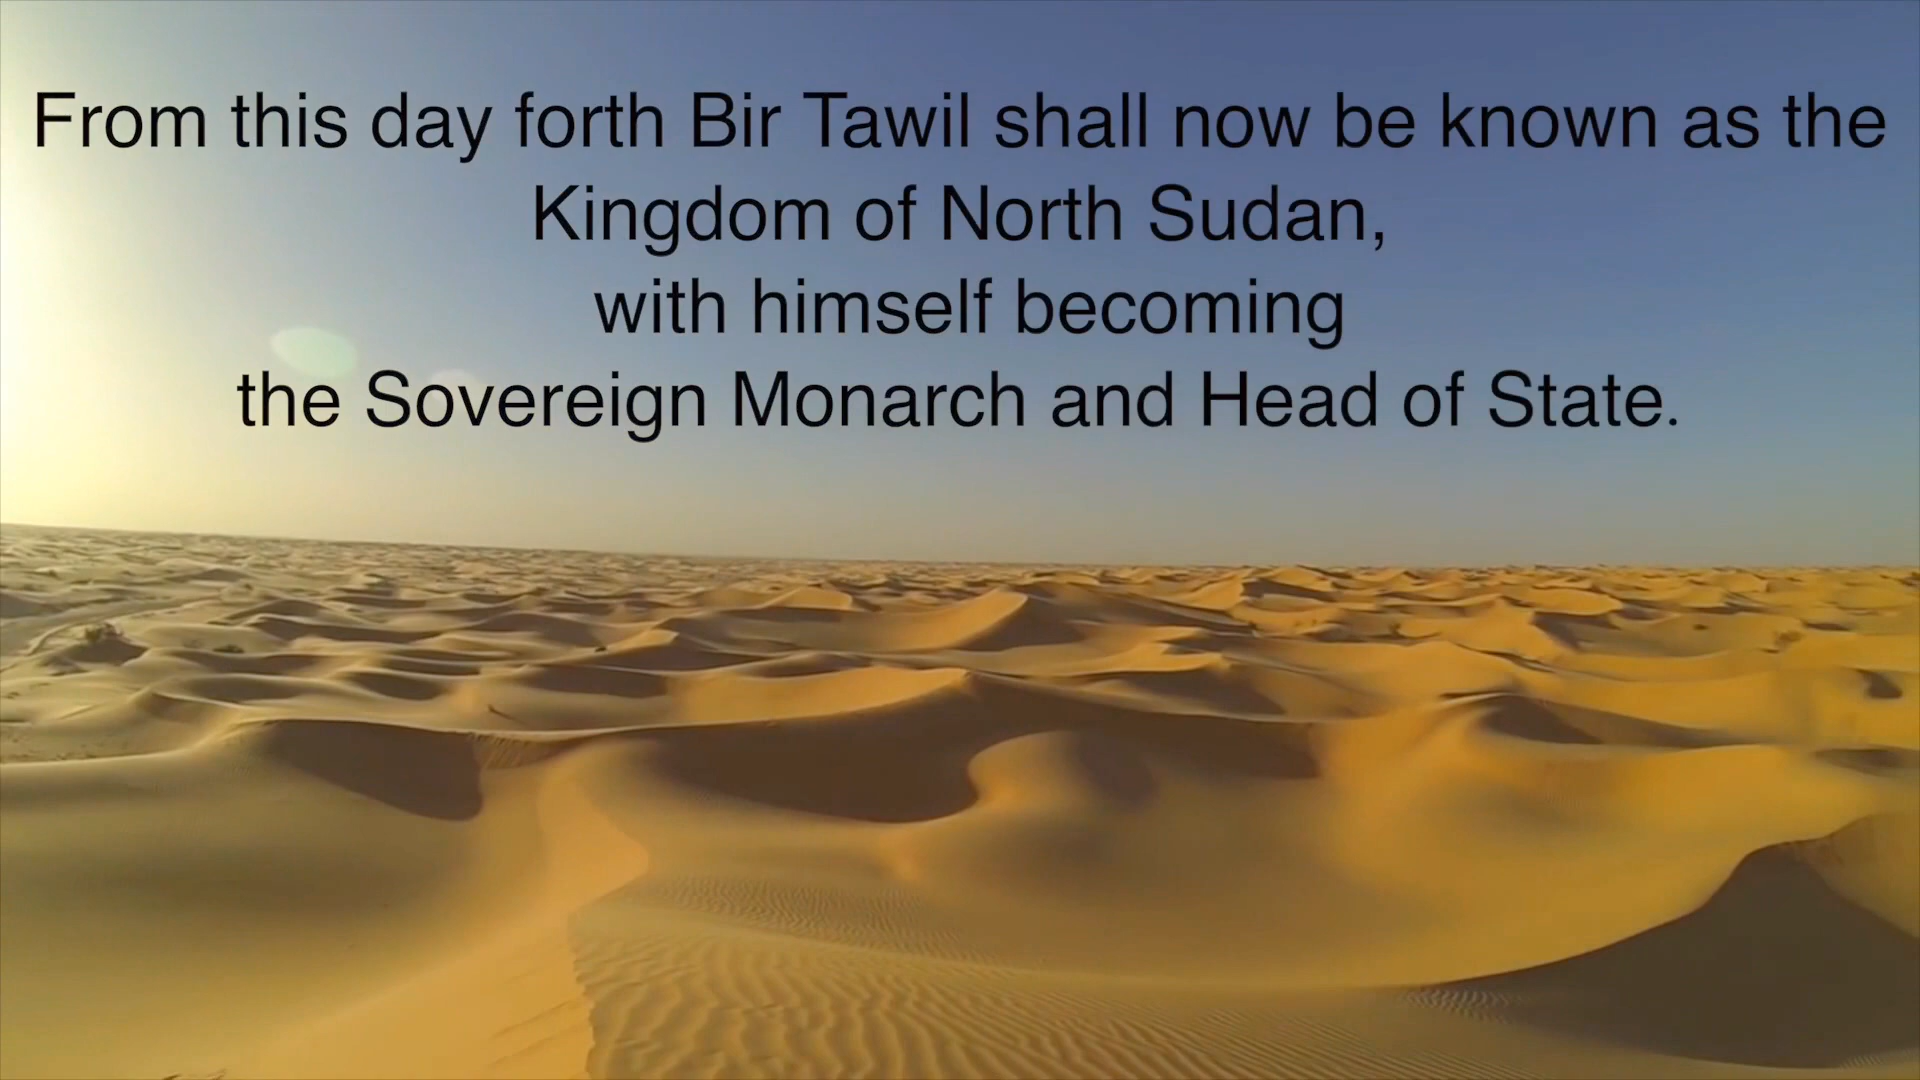 From this day forth Bir Tawil shall now be known as the
Kingdom of North Sudan,
with himself becoming
the Sovereign Monarch and Head of State.